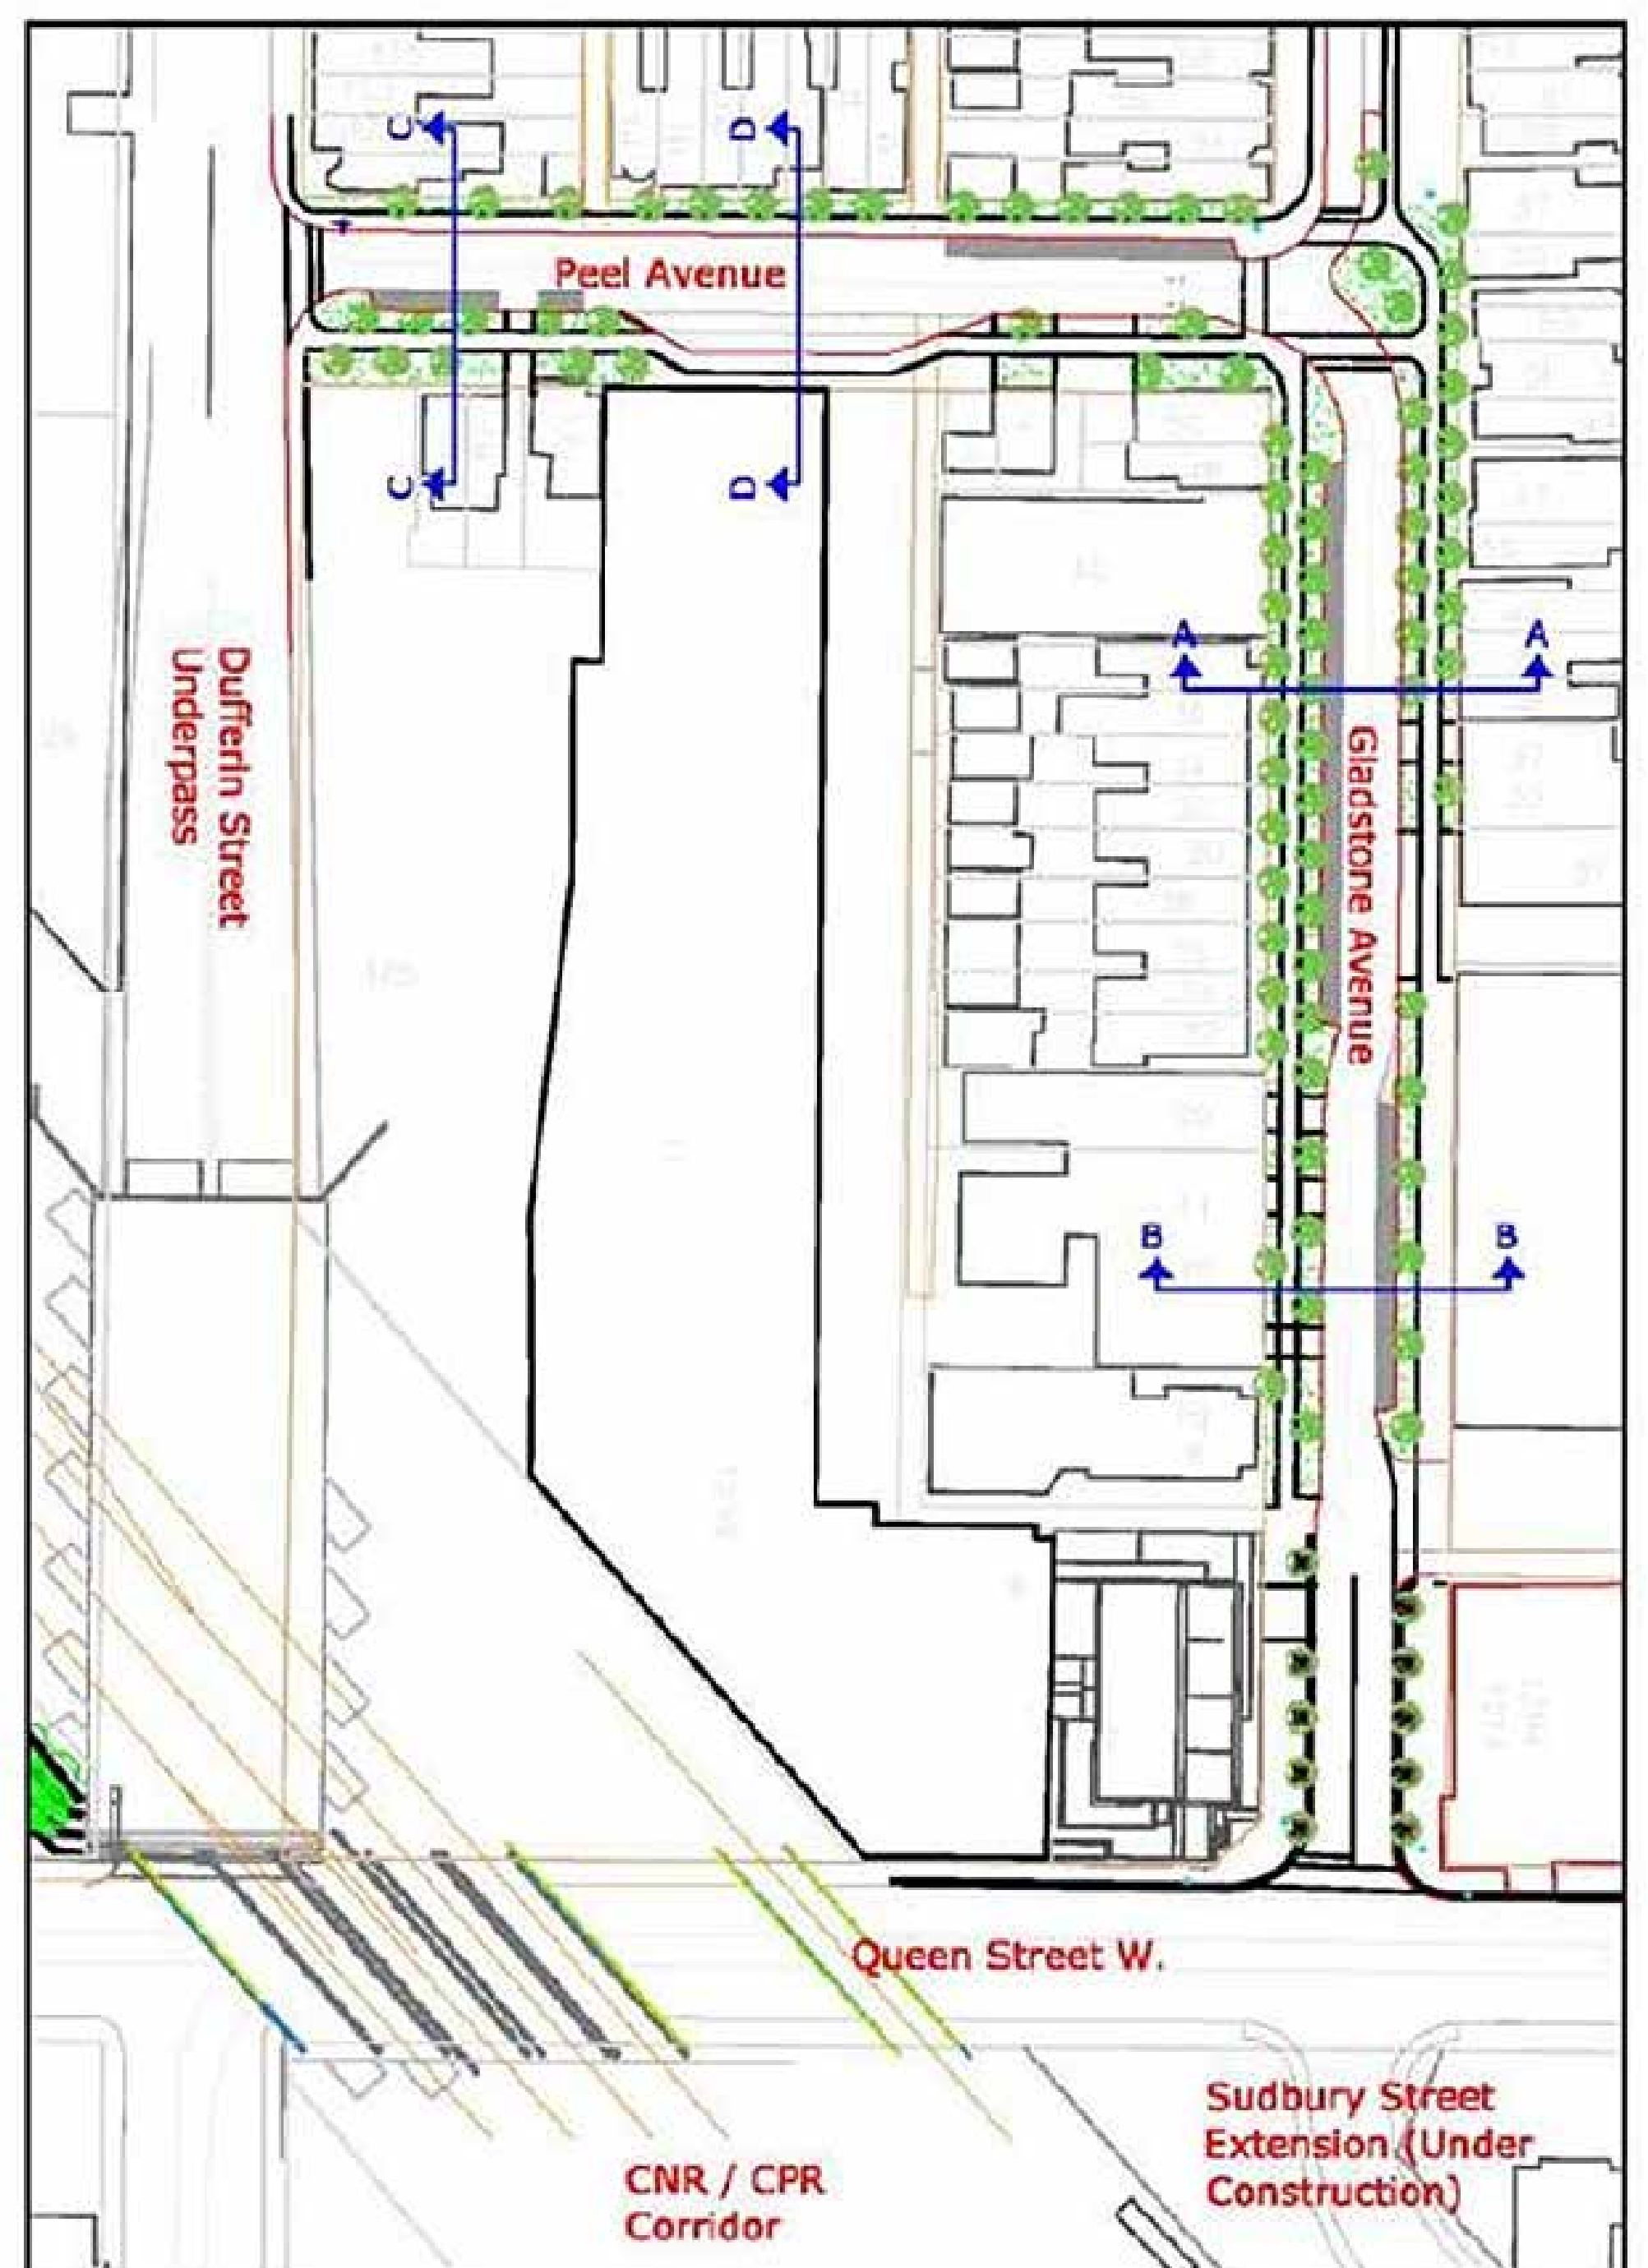 C
D
Peel Avenue
C
D
A
A
Dufferin Street
Underpass
Gladstone Avenue
B
B
Queen Street W.
Sudbury Street
Extension (Under
Construction)
CNR / CPR
Corridor